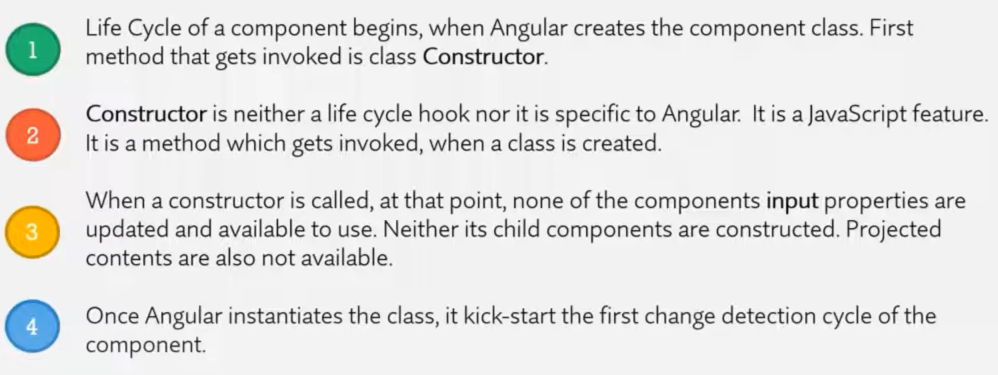 1
Life Cycle of a component begins, when Angular creates the component class. First
method that gets invoked is class Constructor.
2
Constructor is neither a life cycle hook nor it is specific to Angular. It is a JavaScript feature.
It is a method which gets invoked, when a class is created.
3
When a constructor is called, at that point, none of the components input properties are
updated and available to use. Neither its child components are constructed. Projected
contents are also not available.
4
Once Angular instantiates the class, it kick-start the first change detection cycle of the
component.